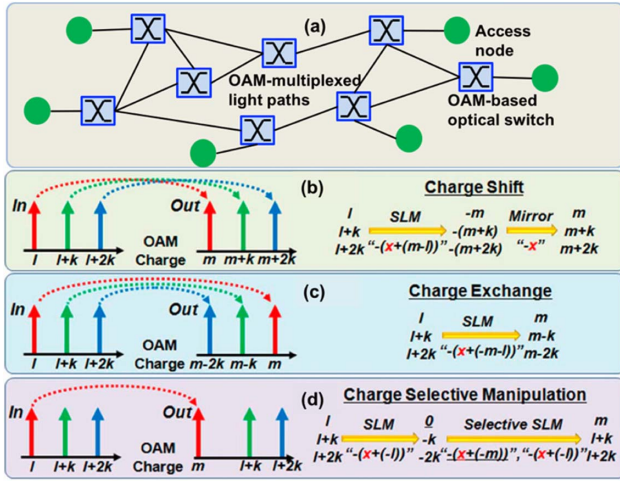 (a)
Access
node
OAM-multiplexed
light paths
OAM-based
optical switch
(b)
Charge Shift
In
Out
OAM
Charge
l
l+k
l+2k
m
m+k
m+2k
l SLM -m Mirror m
l+k -(m+k) m+k
l+2k “-(x+(m-l))” -(m+2k) “-x” m+2k
(c)
Charge Exchange
In
Out
OAM
Charge
l
l+k
l+2k
m-2k
m-k
m
l SLM m
l+k m-k
l+2k “-(x+(-m-l))” m-2k
(d)
Charge Selective Manipulation
In
Out
OAM
Charge
l
l+k
l+2k
m
l+k
l+2k
l SLM 0 Selective SLM m
l+k -k l+k
l+2k “-(x+(-l))” -2k “-(x+(-m))”, “-(x+(-l))” l+2k